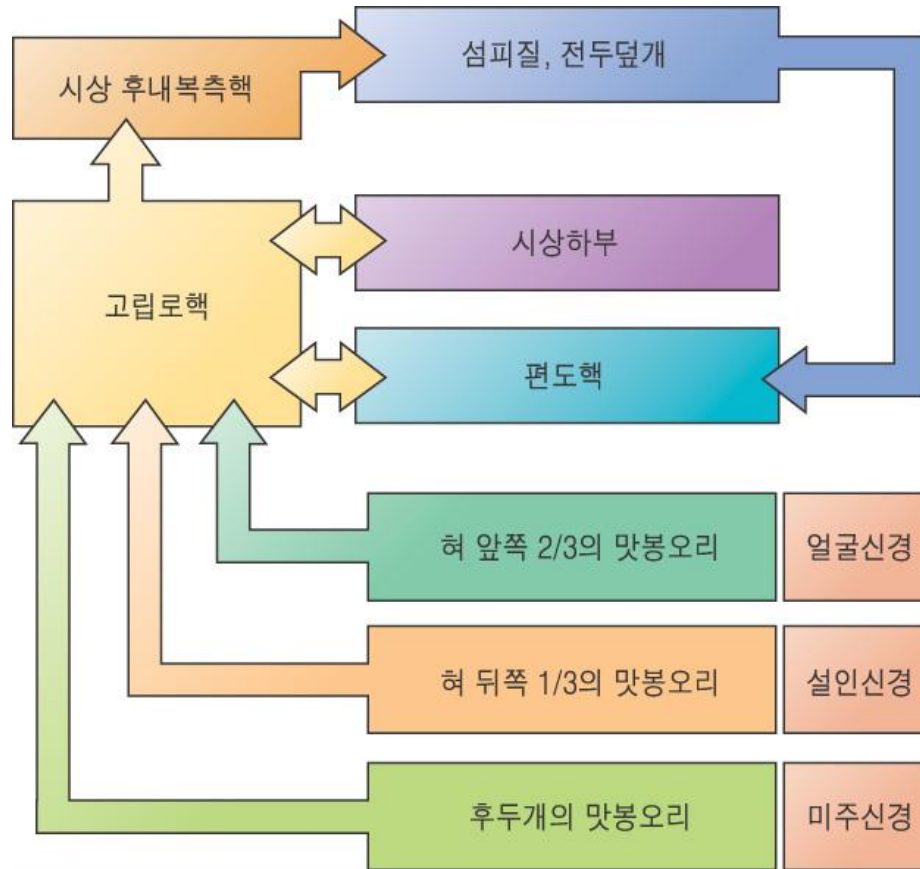 섬피질, 전두덮개
시상 후내복측핵
시상하부
고립로핵
편도핵
혀 앞쪽 2/3의 맛봉오리
얼굴신경
혀 뒤쪽 1/3의 맛봉오리
설인신경
후두개의 맛봉오리
미주신경